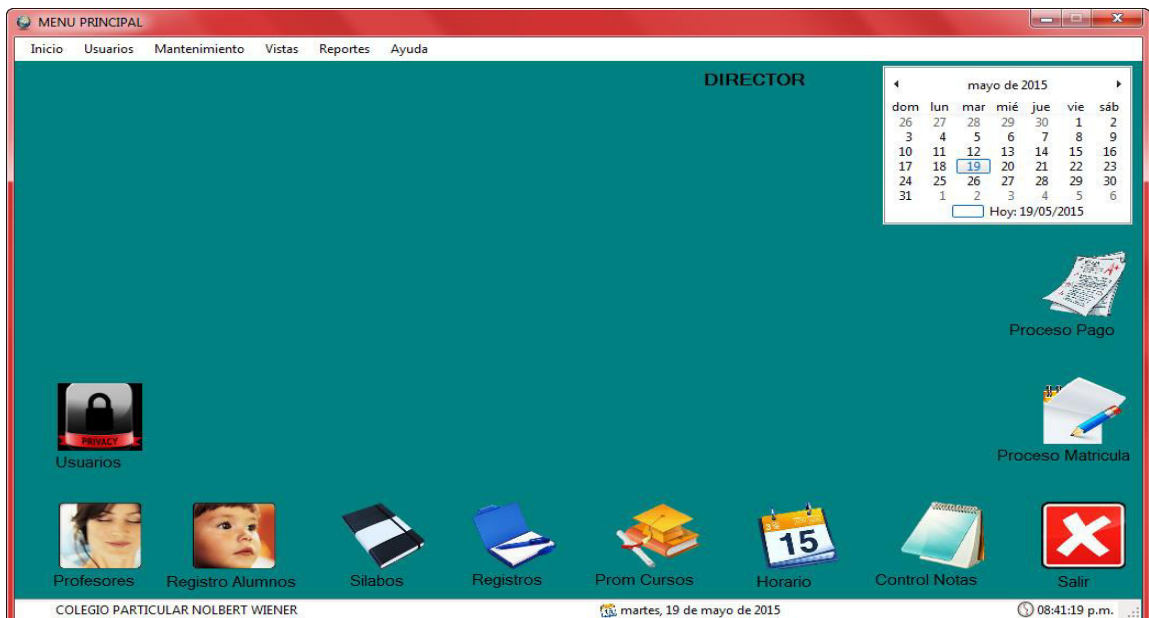 MENU PRINCIPAL
Inicio Usuarios Mantenimiento Vistas Reportes Ayuda
DIRECTOR
mayo de 2015
dom lun mar mié jue vie sáb
26 27 28 29 30 1 2
3 4 5 6 7 8 9
10 11 12 13 14 15 16
17 18 19 20 21 22 23
24 25 26 27 28 29 30
31 1 2 3 4 5 6
Hoy: 19/05/2015
A+
Proceso Pago
PRIVACY
Usuarios
Proceso Matricula
15
Profesores Registro Alumnos Silabos Registros Prom Cursos Horario Control Notas Salir
COLEGIO PARTICULAR NOLBERT WIENER martes, 19 de mayo de 2015 08:41:19 p.m.